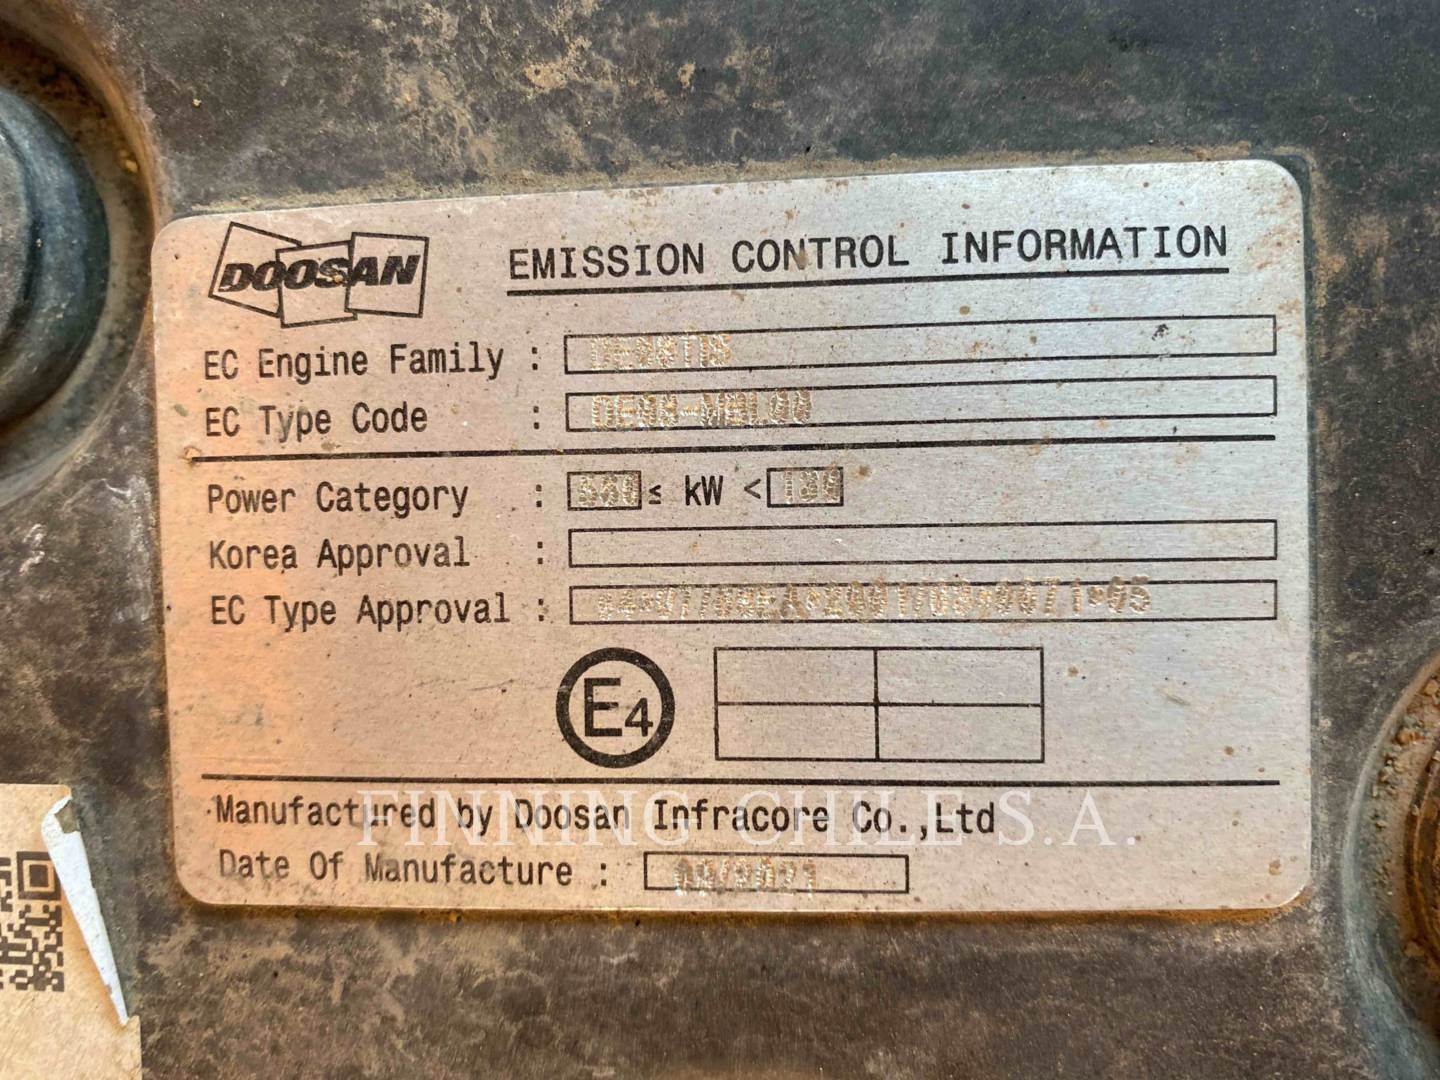 DOOSAN
EMISSION CONTROL INFORMATION
EC Engine Family :
EC Type Code :
Power Category : 560 ≤ kW <
Korea Approval :
EC Type Approval :
E4
Manufactured by Doosan Infracore Co.,Ltd
FINNING CHILE S.A.
Date Of Manufacture :